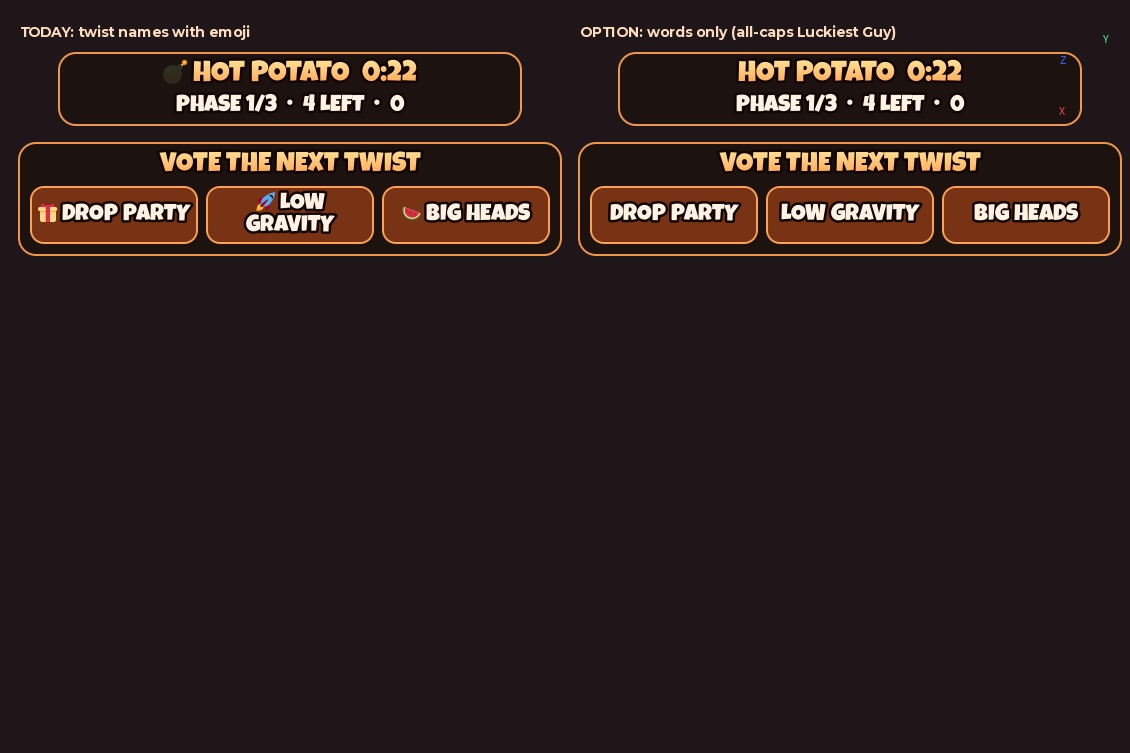 TODAY: twist names with emoji
HOT POTATO 0:22
PHASE 1/3 • 4 LEFT • 0
VOTE THE NEXT TWIST
DROP PARTY
LOW
GRAVITY
BIG HEADS
OPTION: words only (all-caps Luckiest Guy)
Y
HOT POTATO 0:22
Z
PHASE 1/3 • 4 LEFT • 0
X
VOTE THE NEXT TWIST
DROP PARTY
LOW GRAVITY
BIG HEADS